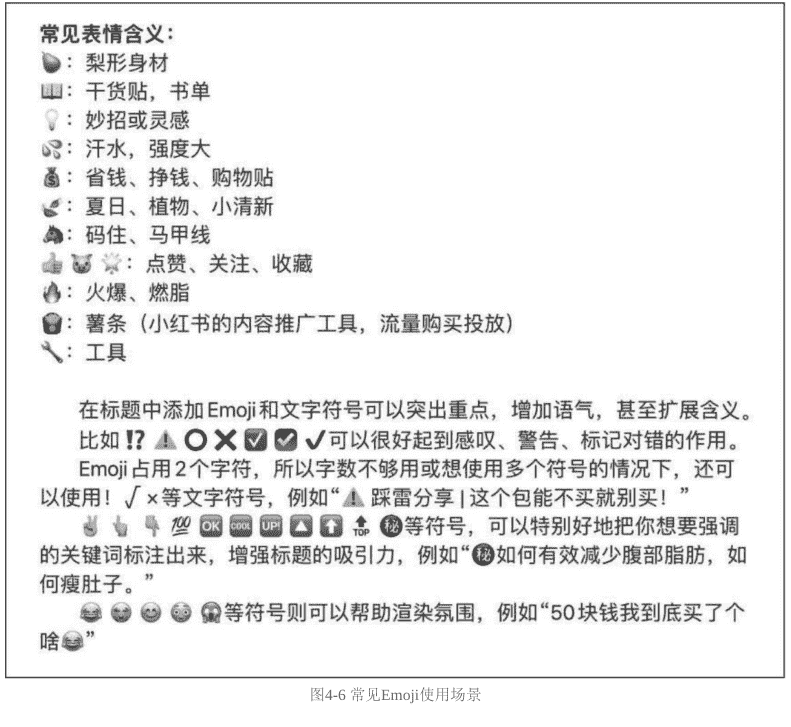 常见表情含义：
🍐：梨形身材
📖：干货贴，书单
💡：妙招或灵感
💦：汗水，强度大
💰：省钱、挣钱、购物贴
🌿：夏日、植物、小清新
🐴：码住、马甲线
👍🐷🌟：点赞、关注、收藏
🔥：火爆、燃脂
🍟：薯条（小红书的内容推广工具，流量购买投放）
🔧：工具
在标题中添加Emoji和文字符号可以突出重点，增加语气，甚至扩展含义。
比如⁉️⚠️⭕❌☑️✅✔️可以很好起到感叹、警告、标记对错的作用。
Emoji占用2个字符，所以字数不够用或想使用多个符号的情况下，还可
以使用！√×等文字符号，例如“⚠️踩雷分享|这个包能不买就别买！”
✌️👆👇💯🆗🆒🆙🔼⬆️🔝㊙️等符号，可以特别好地把你想要强调
的关键词标注出来，增强标题的吸引力，例如“㊙️如何有效减少腹部脂肪，如
何瘦肚子。”
😂😍😊😳😱等符号则可以帮助渲染氛围，例如“50块钱我到底买了个
啥😂”
图4-6 常见Emoji使用场景